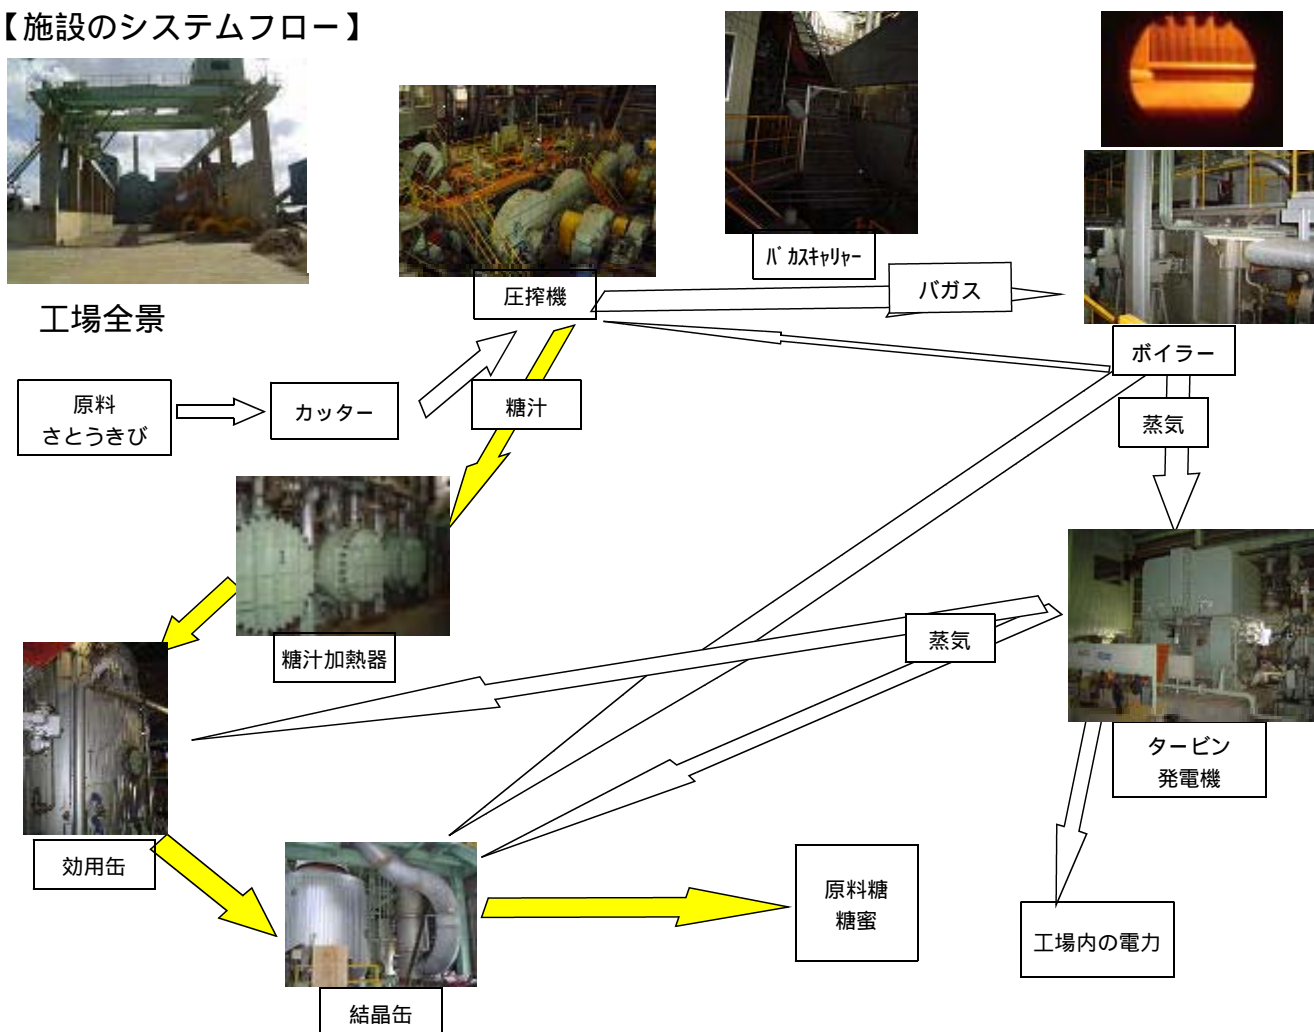 【施設のシステムフロー】
工場全景
圧搾機
バガスキャリャー
バガス
ボイラー
原料
さとうきび
カッター
糖汁
蒸気
糖汁加熱器
蒸気
タービン
発電機
効用缶
原料糖
糖蜜
工場内の電力
結晶缶